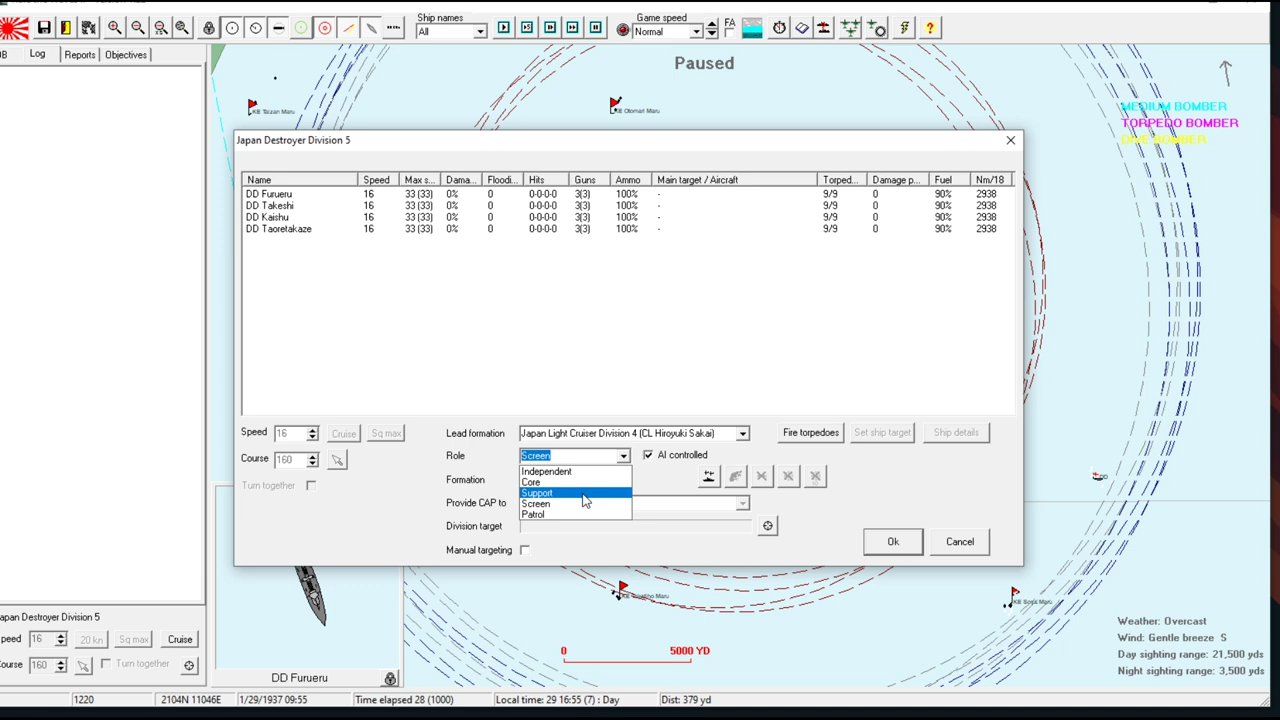 Ship names
Game speed
All
Normal
FA
?
Log
Reports
Objectives
Paused
KE Otomari Maru
MEDIUM BOMBER
TORPEDO BOMBER
DIVE BOMBER
Japan Destroyer Division 5
Name Speed Max s... Dama... Floodi... Hits Guns Ammo Main target / Aircraft Torped... Damage p... Fuel Nm/18
DD Furueru 16 33 (33) 0% 0 0-0-0-0 3(3) 100% - 9/9 0 90% 2938
DD Takeshi 16 33 (33) 0% 0 0-0-0-0 3(3) 100% - 9/9 0 90% 2938
DD Kaishu 16 33 (33) 0% 0 0-0-0-0 3(3) 100% - 9/9 0 90% 2938
DD Taoretakaze 16 33 (33) 0% 0 0-0-0-0 3(3) 100% - 9/9 0 90% 2938
Speed 16 Cruise Sq max
Course 160
Turn together
Lead formation Japan Light Cruiser Division 4 (CL Hiroyuki Sakai)
Fire torpedoes Set ship target Ship details
Role Screen AI controlled
Independent
Core
Support
Screen
Patrol
Formation
Provide CAP to
Division target
Manual targeting
Ok Cancel
KE Soya Maru
0 5000 YD
Weather: Overcast
Wind: Gentle breeze S
Day sighting range: 21,500 yds
Night sighting range: 3,500 yds
apan Destroyer Division 5
peed 16 20 kn Sq max Cruise
Course 160 Turn together
DD Furueru
1220 2104N 11046E 1/29/1937 09:55 Time elapsed 28 (1000) Local time: 29 16:55 (7) : Day Dist: 379 yd